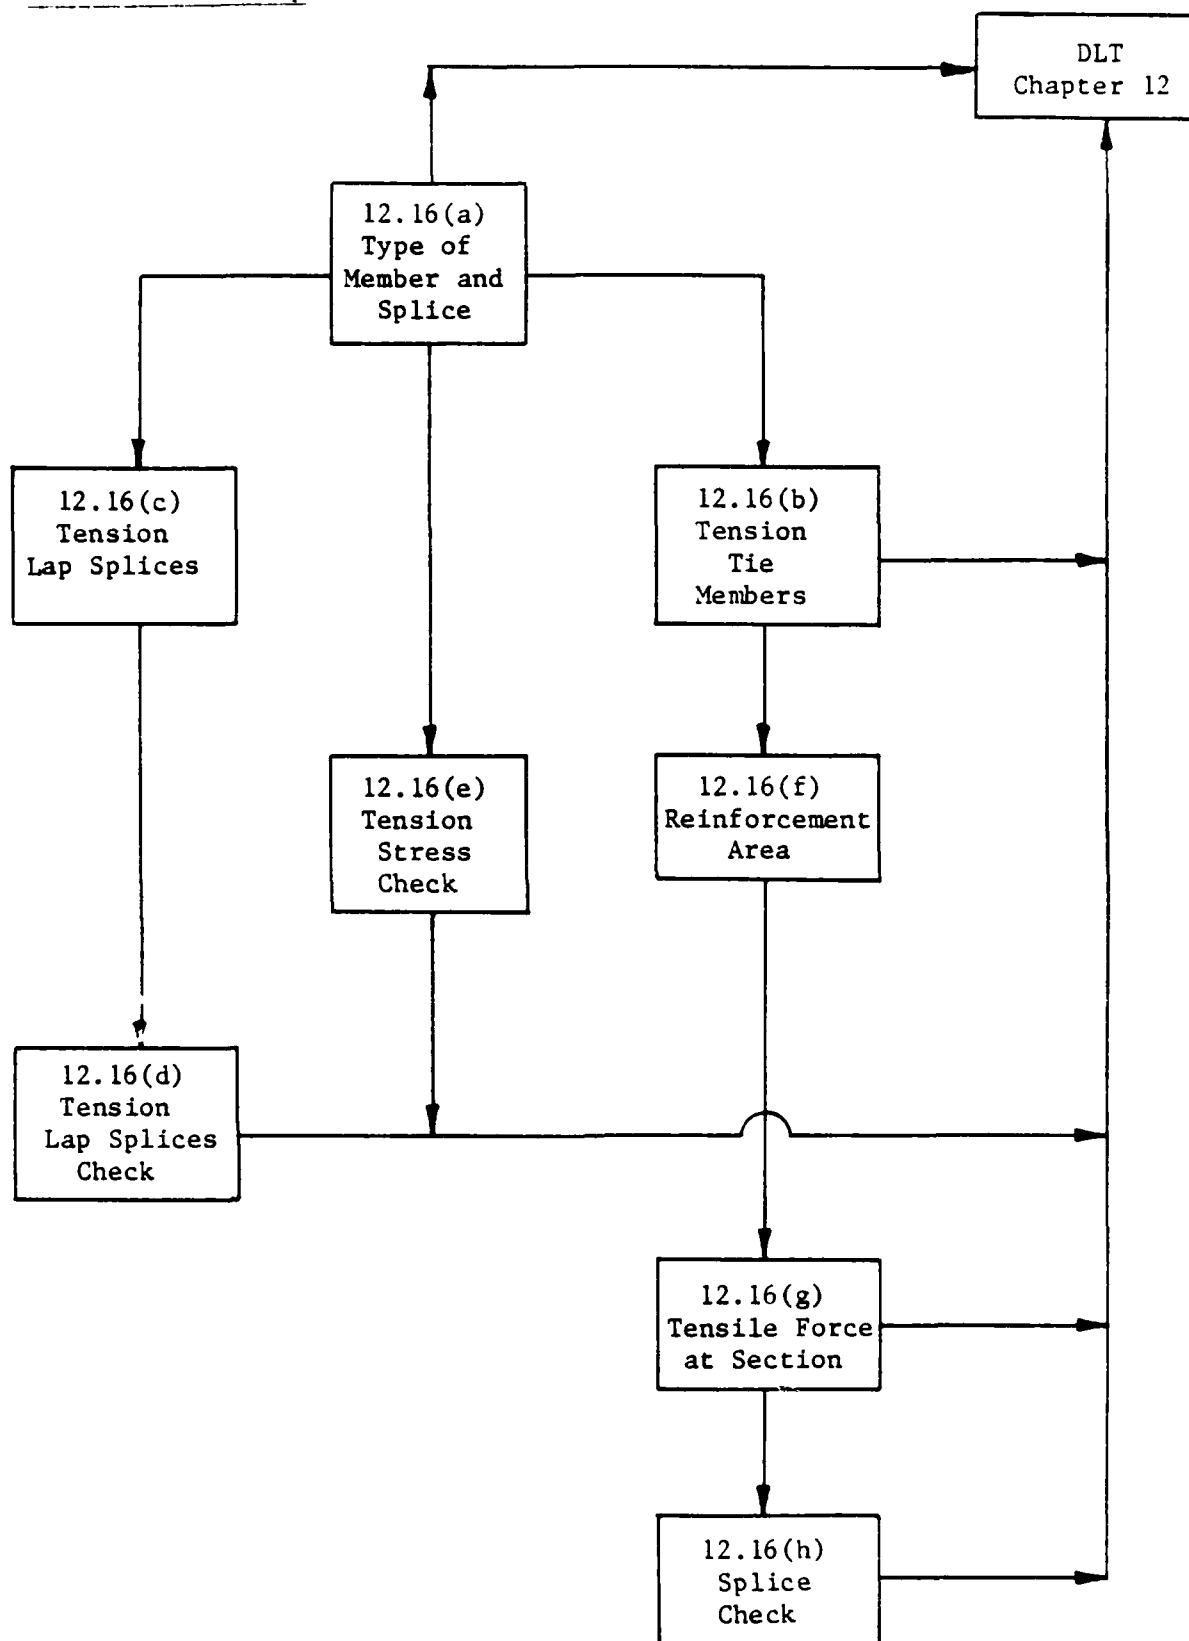 DLT
Chapter 12
12.16(a)
Type of
Member and
Splice
12.16(c)
Tension
Lap Splices
12.16(b)
Tension
Tie
Members
12.16(e)
Tension
Stress
Check
12.16(f)
Reinforcement
Area
12.16(d)
Tension
Lap Splices
Check
12.16(g)
Tensile Force
at Section
12.16(h)
Splice
Check